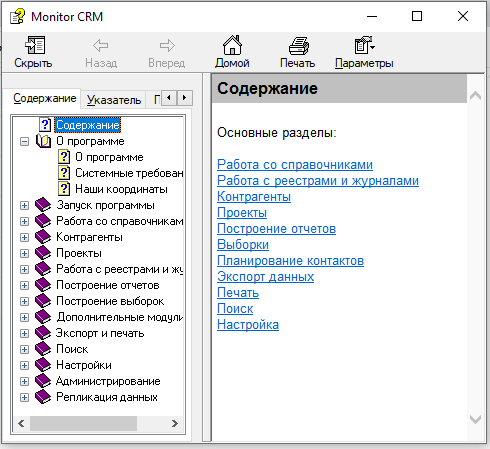 Monitor CRM
Скрыть
Назад
Вперед
Домой
Печать
Параметры
Содержание
Указатель
П
Содержание
О программе
О программе
Системные требован
Наши координаты
Запуск программы
Работа со справочникам
Контрагенты
Проекты
Работа с реестрами и жу
Построение отчетов
Построение выборок
Дополнительные модули
Экспорт и печать
Поиск
Настройки
Администрирование
Репликация данных
Содержание
Основные разделы:
Работа со справочниками
Работа с реестрами и журналами
Контрагенты
Проекты
Построение отчетов
Выборки
Планирование контактов
Экспорт данных
Печать
Поиск
Настройка